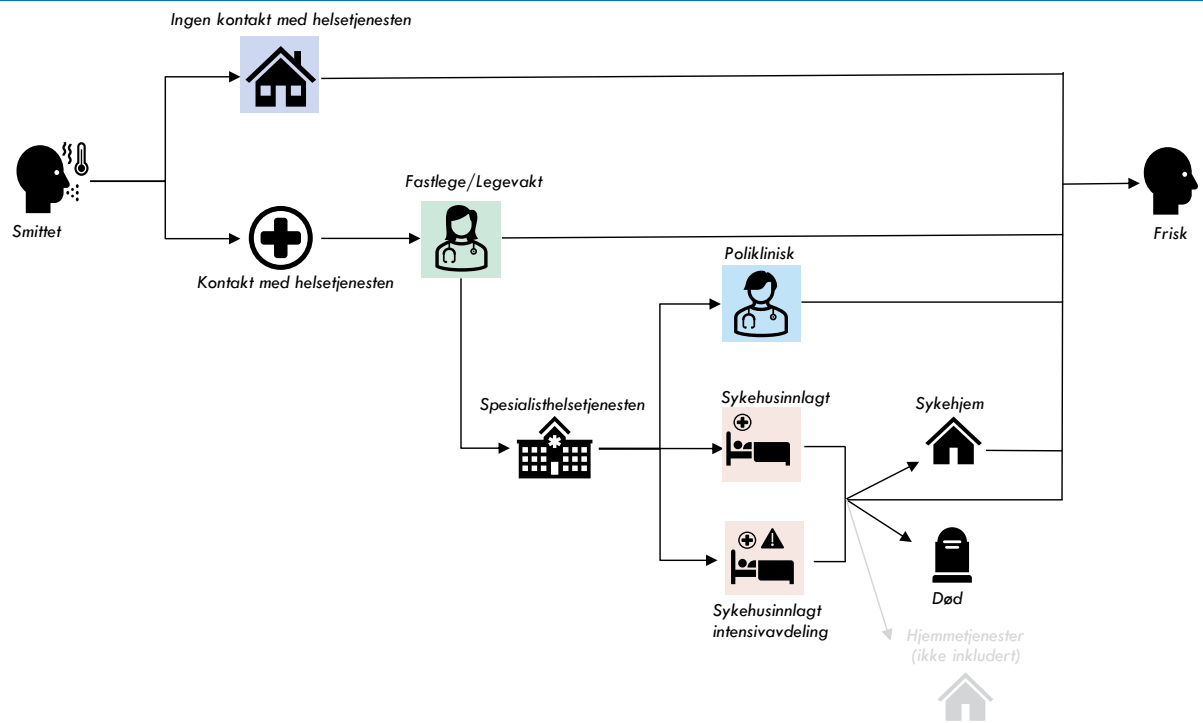 Ingen kontakt med helsetjenesten
Smittet
Fastlege/Legevakt
Kontakt med helsetjenesten
Frisk
Poliklinisk
Spesialisthelsetjenesten
Sykehusinnlagt
Sykehjem
Sykehusinnlagt
intensivavdeling
Død
Hjemmetjenester
(ikke inkludert)